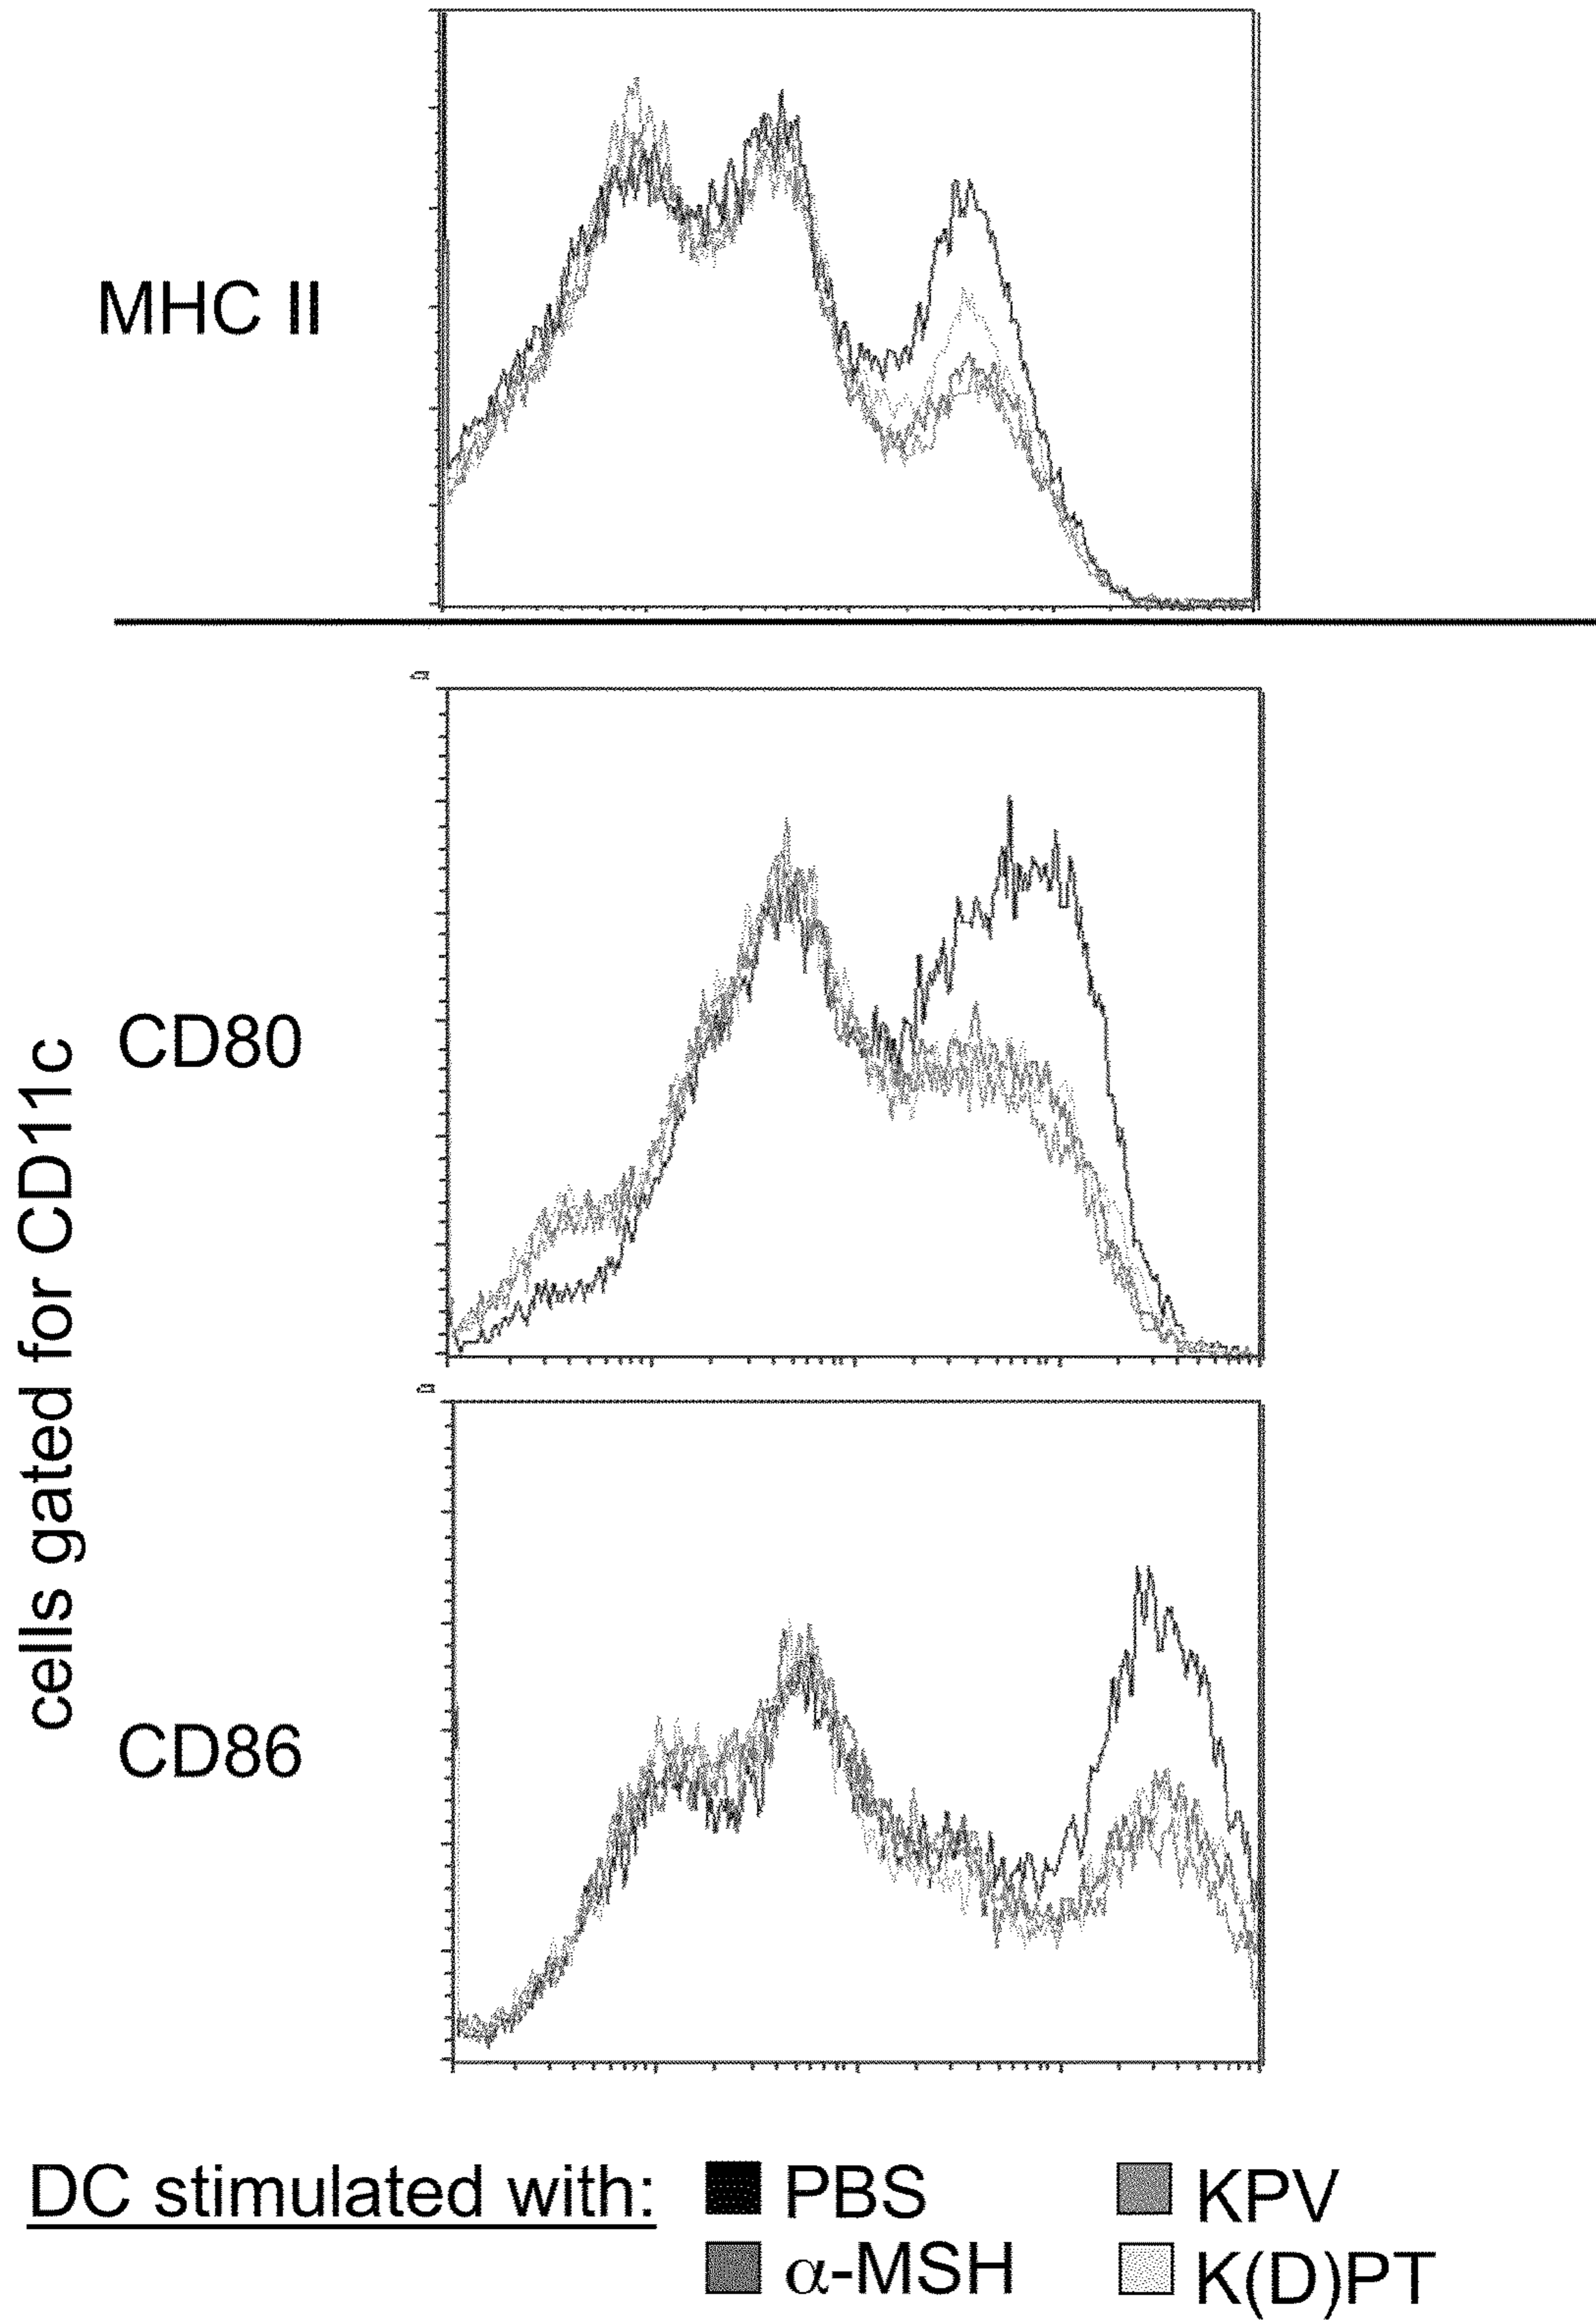 MHC II
cells gated for CD11c
CD80
CD86
DC stimulated with:
PBS
KPV
α-MSH
K(D)PT